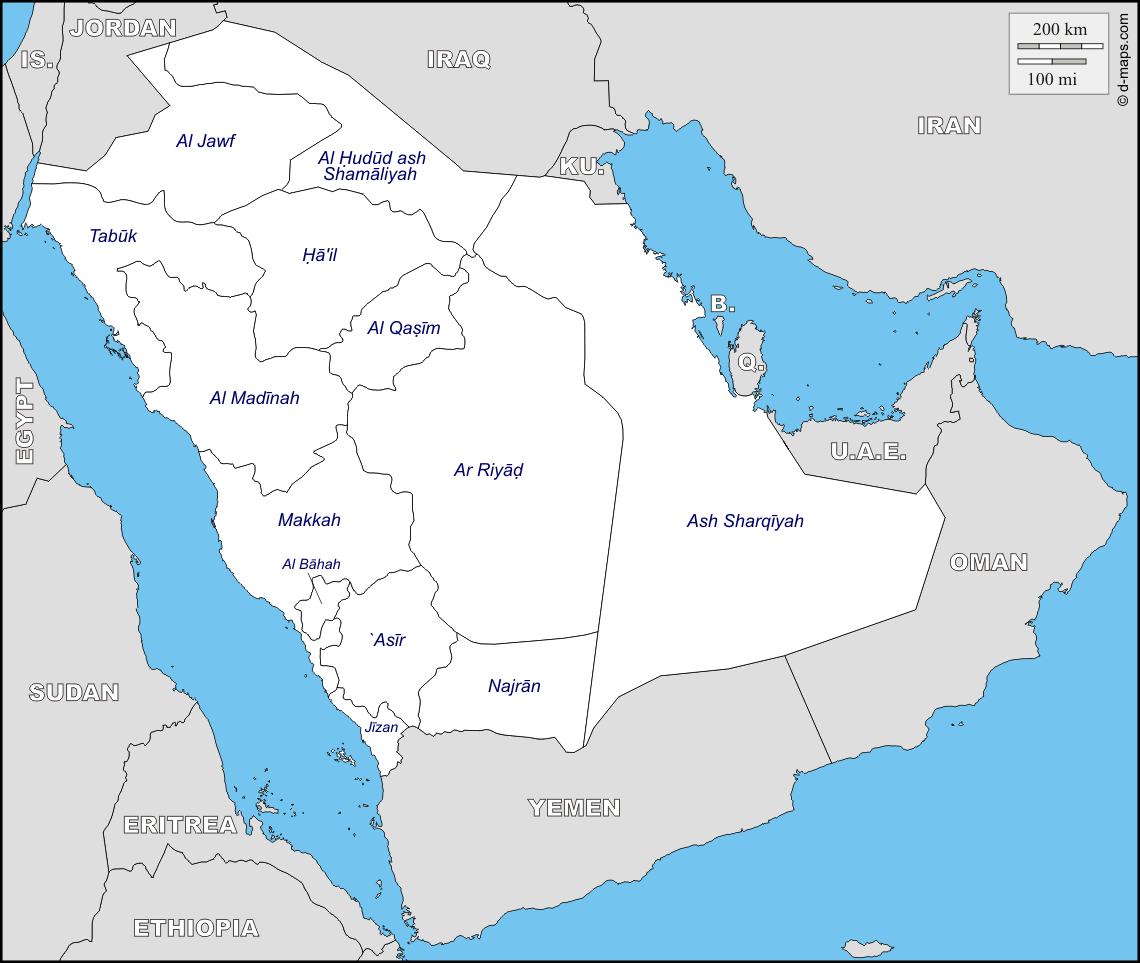 JORDAN
IS.
IRAQ
200 km
100 mi
© d-maps.com
IRAN
Al Jawf
Al Ḥudūd ash
Shamāliyah
KU.
Tabūk
Ḥā'il
B.
Al Qaṣīm
Q.
EGYPT
Al Madīnah
U.A.E.
Ar Riyāḍ
Makkah
Ash Sharqīyah
Al Bāhah
OMAN
`Asīr
Najrān
SUDAN
Jīzan
YEMEN
ERITREA
ETHIOPIA